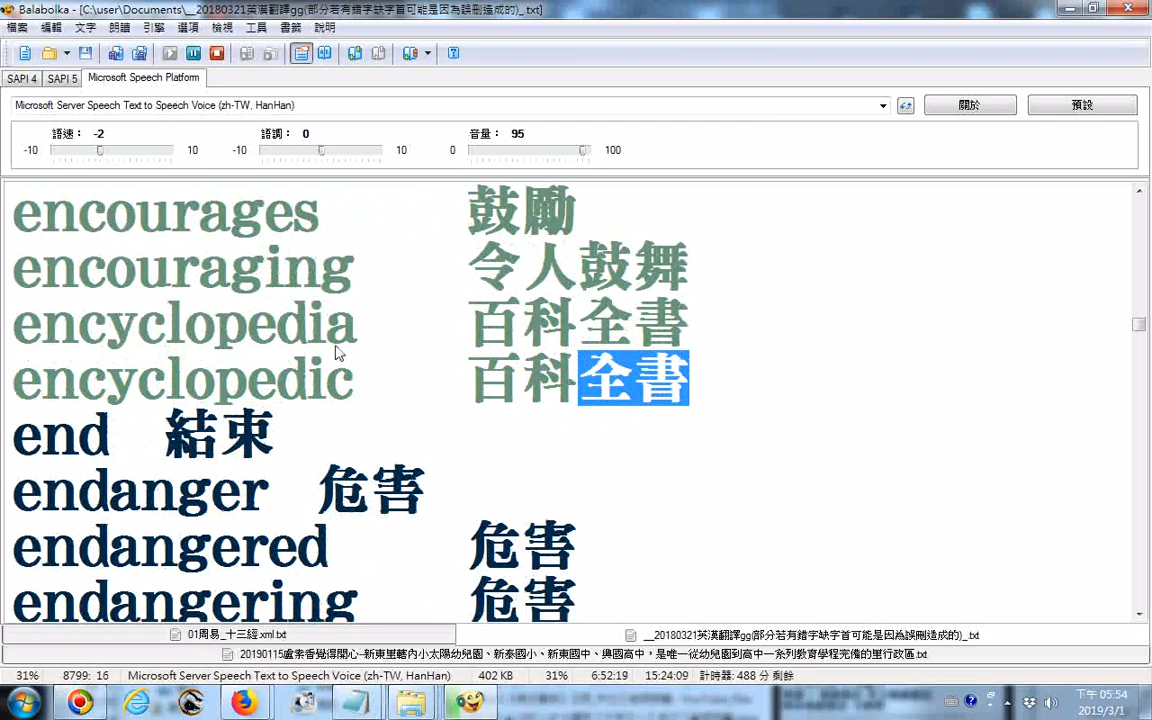 Balabolka - [C:\user\Documents\__20180321英漢翻譯gg(部分若有錯字缺字首可能是因為誤刪造成的)_.txt]
檔案 編輯 文字 朗讀 引擎 選項 檢視 工具 書籤 說明
SAPI 4 SAPI 5 Microsoft Speech Platform
Microsoft Server Speech Text to Speech Voice (zh-TW, HanHan) 關於 預設
語速： -2 語調： 0 音量： 95
-10 10 -10 10 0 100
encourages 鼓勵
encouraging 令人鼓舞
encyclopedia 百科全書
encyclopedic 百科全書
end 結束
endanger 危害
endangered 危害
endangering 危害
01周易_十三經.xml.txt __20180321英漢翻譯gg(部分若有錯字缺字首可能是因為誤刪造成的)_.txt
20190115盧素香覺得開心-新東里轄內小太陽幼兒園、新泰國小、新東國中、興國高中，是唯一從幼兒園到高中一系列教育學程完備的里行政區.txt
31% 8799: 16 Microsoft Server Speech Text to Speech Voice (zh-TW, HanHan) 402 KB 31% 6:52:19 15:24:09 計時器: 488 分 剩餘
下午 05:54
2019/3/1